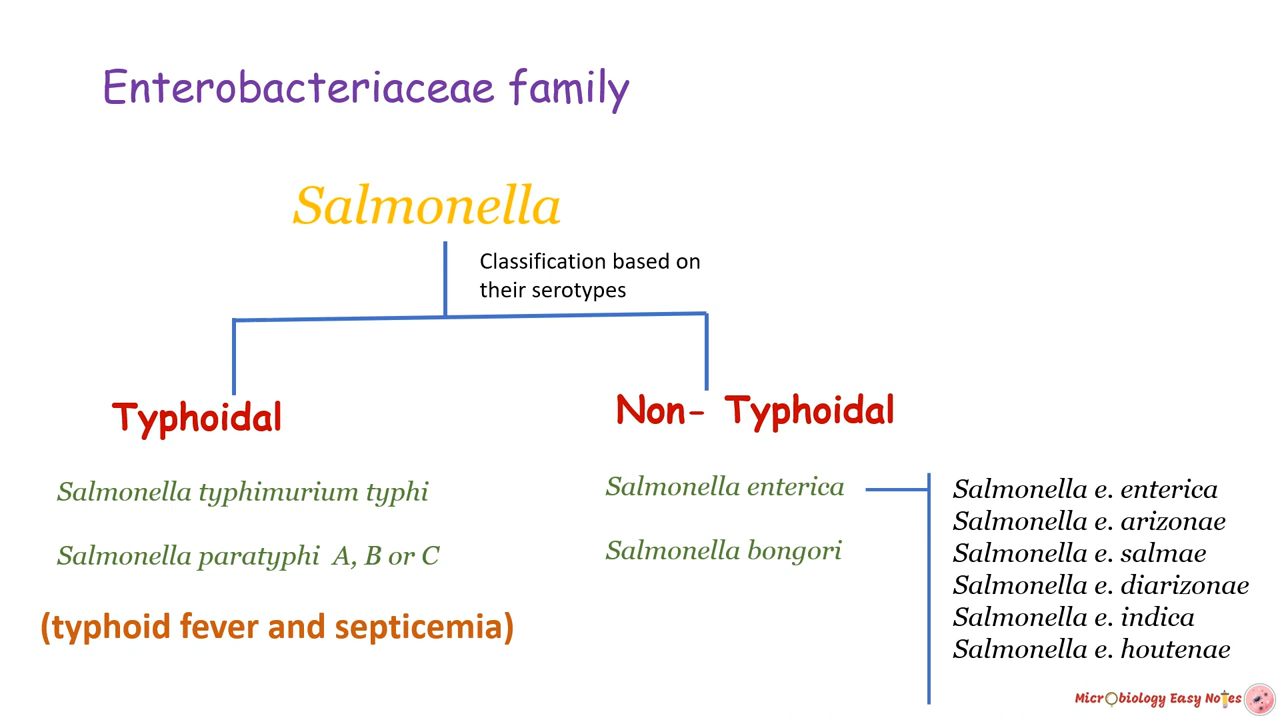 Enterobacteriaceae family
Salmonella
Classification based on
their serotypes
Typhoidal
Non- Typhoidal
Salmonella typhimurium typhi
Salmonella paratyphi A, B or C
(typhoid fever and septicemia)
Salmonella enterica
Salmonella bongori
Salmonella e. enterica
Salmonella e. arizonae
Salmonella e. salmae
Salmonella e. diarizonae
Salmonella e. indica
Salmonella e. houtenae
Microbiology Easy Notes